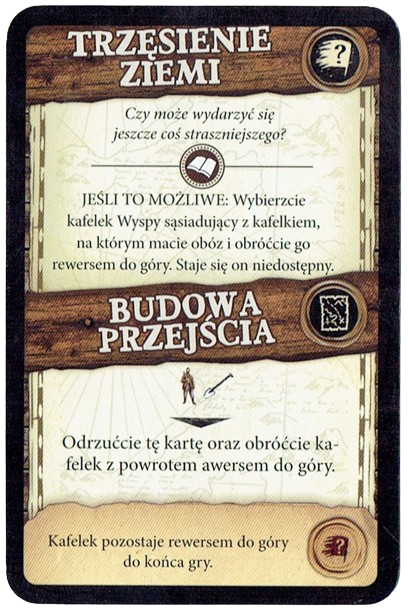 TRZĘSIENIE
ZIEMI
?
Czy może wydarzyć się
jeszcze coś straszniejszego?
JEŚLI TO MOŻLIWE: Wybierzcie
kafelek Wyspy sąsiadujący z kafelkiem,
na którym macie obóz i obróćcie go
rewersem do góry. Staje się on niedostępny.
BUDOWA
PRZEJŚCIA
Odrzućcie tę kartę oraz obróćcie ka-
felek z powrotem awersem do góry.
Kafelek pozostaje rewersem do góry
do końca gry.
?